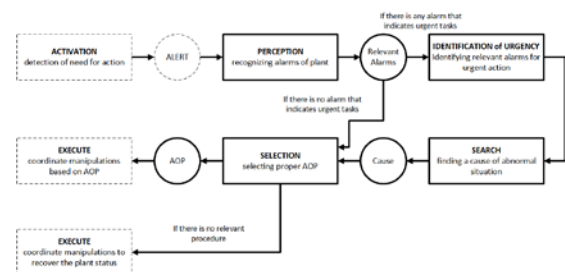 If there is any alarm that
indicates urgent tasks
ACTIVATION
detection of need for action
ALERT
PERCEPTION
recognizing alarms of plant
Relevant
Alarms
IDENTIFICATION of URGENCY
identifying relevant alarms for
urgent action
If there is no alarm that
indicates urgent tasks
EXECUTE
coordinate manipulations
based on AOP
AOP
SELECTION
selecting proper AOP
Cause
SEARCH
finding a cause of abnormal
situation
If there is no relevant
procedure
EXECUTE
coordinate manipulations to
recover the plant status